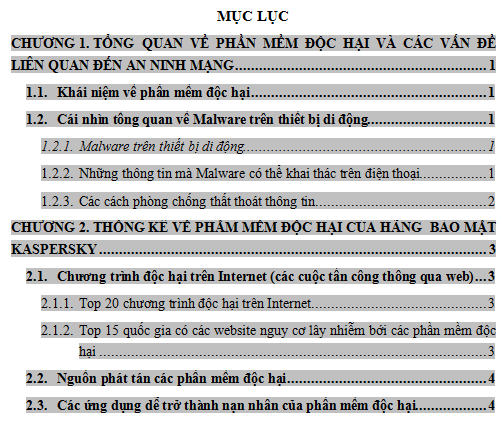 MỤC LỤC
CHƯƠNG 1. TỔNG QUAN VỀ PHẦN MỀM ĐỘC HẠI VÀ CÁC VẤN ĐỀ
LIÊN QUAN ĐẾN AN NINH MẠNG.................................................................1
1.1. Khái niệm về phần mềm độc hại...............................................................1
1.2. Cái nhìn tổng quan về Malware trên thiết bị di động................................1
1.2.1. Malware trên thiết bị di động................................................................1
1.2.2. Những thông tin mà Malware có thể khai thác trên điện thoại..............1
1.2.3. Các cách phòng chống thất thoát thông tin...........................................2
CHƯƠNG 2. THỐNG KÊ VỀ PHẦM MỀM ĐỘC HẠI CỦA HÃNG BẢO MẬT
KASPERSKY.....................................................................................................3
2.1. Chương trình độc hại trên Internet (các cuộc tấn công thông qua web)...3
2.1.1. Top 20 chương trình độc hại trên Internet............................................3
2.1.2. Top 15 quốc gia có các website nguy cơ lây nhiễm bởi các phần mềm độc
hại.......................................................................................................3
2.2. Nguồn phát tán các phần mềm độc hại.....................................................4
2.3. Các ứng dụng dễ trở thành nạn nhân của phần mềm độc hại...................4